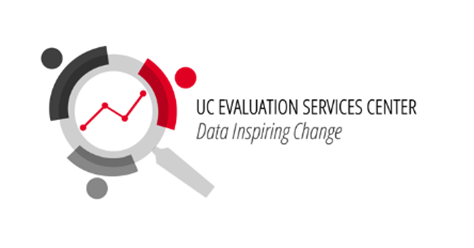 UC EVALUATION SERVICES CENTER
Data Inspiring Change